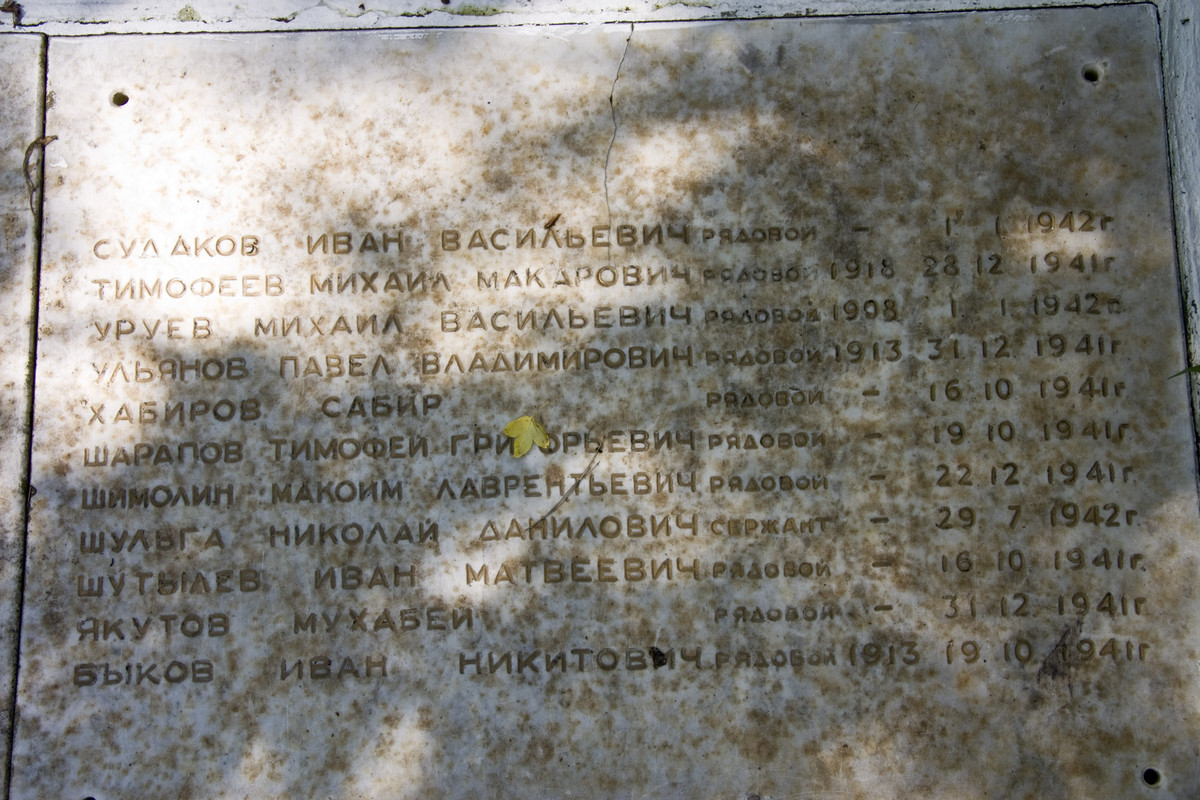 СУДАКОВ ИВАН ВАСИЛЬЕВИЧ РЯДОВОЙ – 1 1 1942г
ТИМОФЕЕВ МИХАИЛ МАКАРОВИЧ РЯДОВОЙ 1918 28 12 1941г
УРУЕВ МИХАИЛ ВАСИЛЬЕВИЧ РЯДОВОЙ 1908 1. 1. 1942г.
УЛЬЯНОВ ПАВЕЛ ВЛАДИМИРОВИЧ РЯДОВОЙ 1913 31. 12. 1941г.
ХАБИРОВ САБИР РЯДОВОЙ – 16 10 1941г
ШАРАПОВ ТИМОФЕЙ ГРИГОРЬЕВИЧ РЯДОВОЙ – 19 10 1941г.
ШИМОЛИН МАКОИМ ЛАВРЕНТЬЕВИЧ РЯДОВОЙ – 22 12. 1941г.
ШУЛЬГА НИКОЛАЙ ДАНИЛОВИЧ СЕРЖАНТ – 29. 7. 1942г.
ШУТЫЛЕВ ИВАН МАТВЕЕВИЧ РЯДОВОЙ – 16. 10. 1941г.
ЯКУТОВ МУХАБЕЙ РЯДОВОЙ – 31. 12. 1941г
БЫКОВ ИВАН НИКИТОВИЧ РЯДОВОЙ 1913 19. 10. 1941г